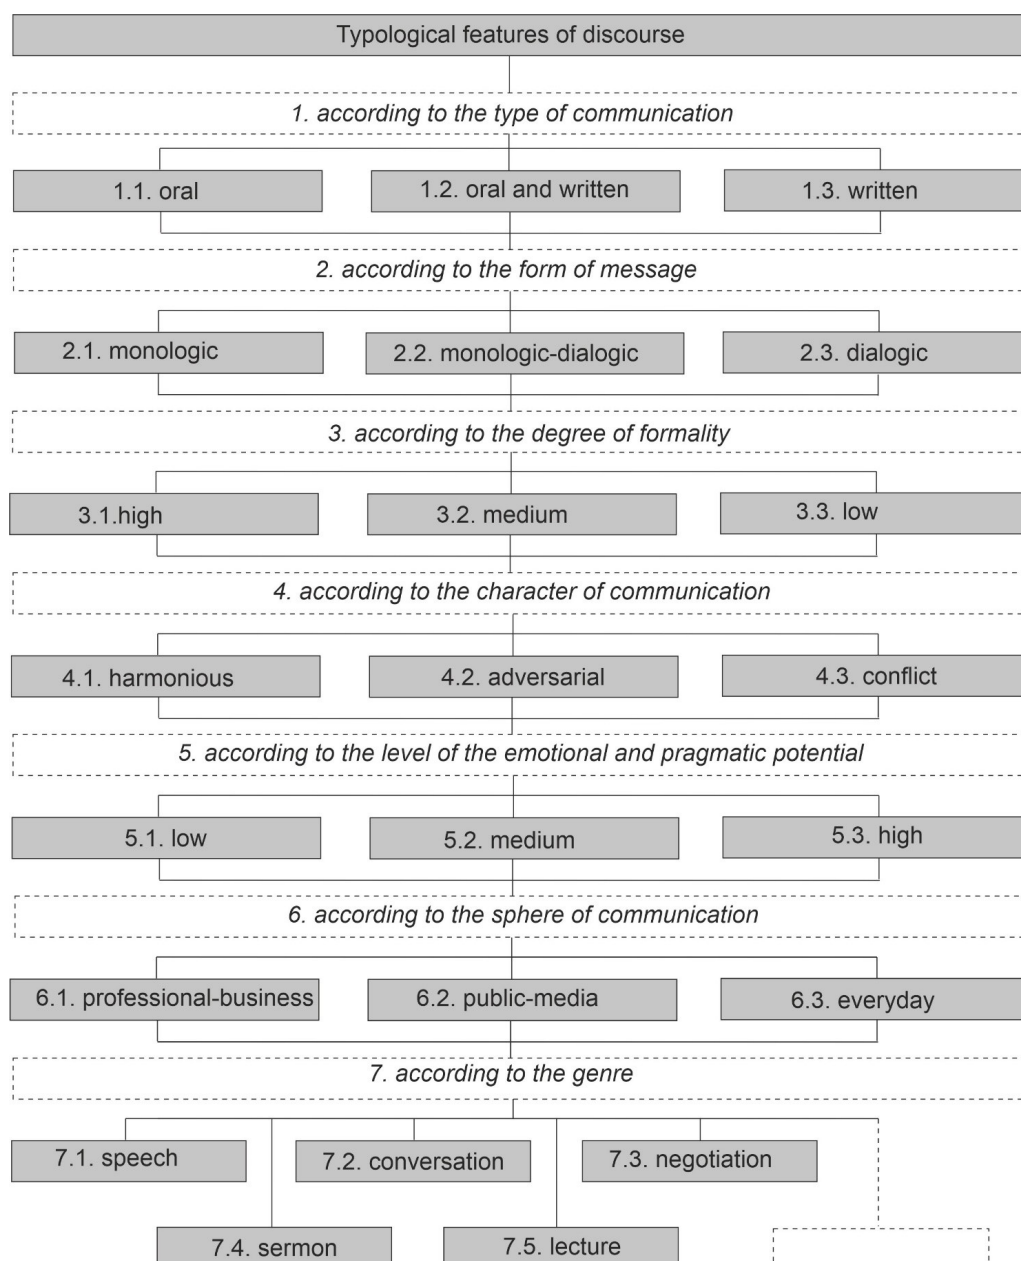 Typological features of discourse
1. according to the type of communication
1.1. oral
1.2. oral and written
1.3. written
2. according to the form of message
2.1. monologic
2.2. monologic-dialogic
2.3. dialogic
3. according to the degree of formality
3.1.high
3.2. medium
3.3. low
4. according to the character of communication
4.1. harmonious
4.2. adversarial
4.3. conflict
5. according to the level of the emotional and pragmatic potential
5.1. low
5.2. medium
5.3. high
6. according to the sphere of communication
6.1. professional-business
6.2. public-media
6.3. everyday
7. according to the genre
7.1. speech
7.2. conversation
7.3. negotiation
7.4. sermon
7.5. lecture